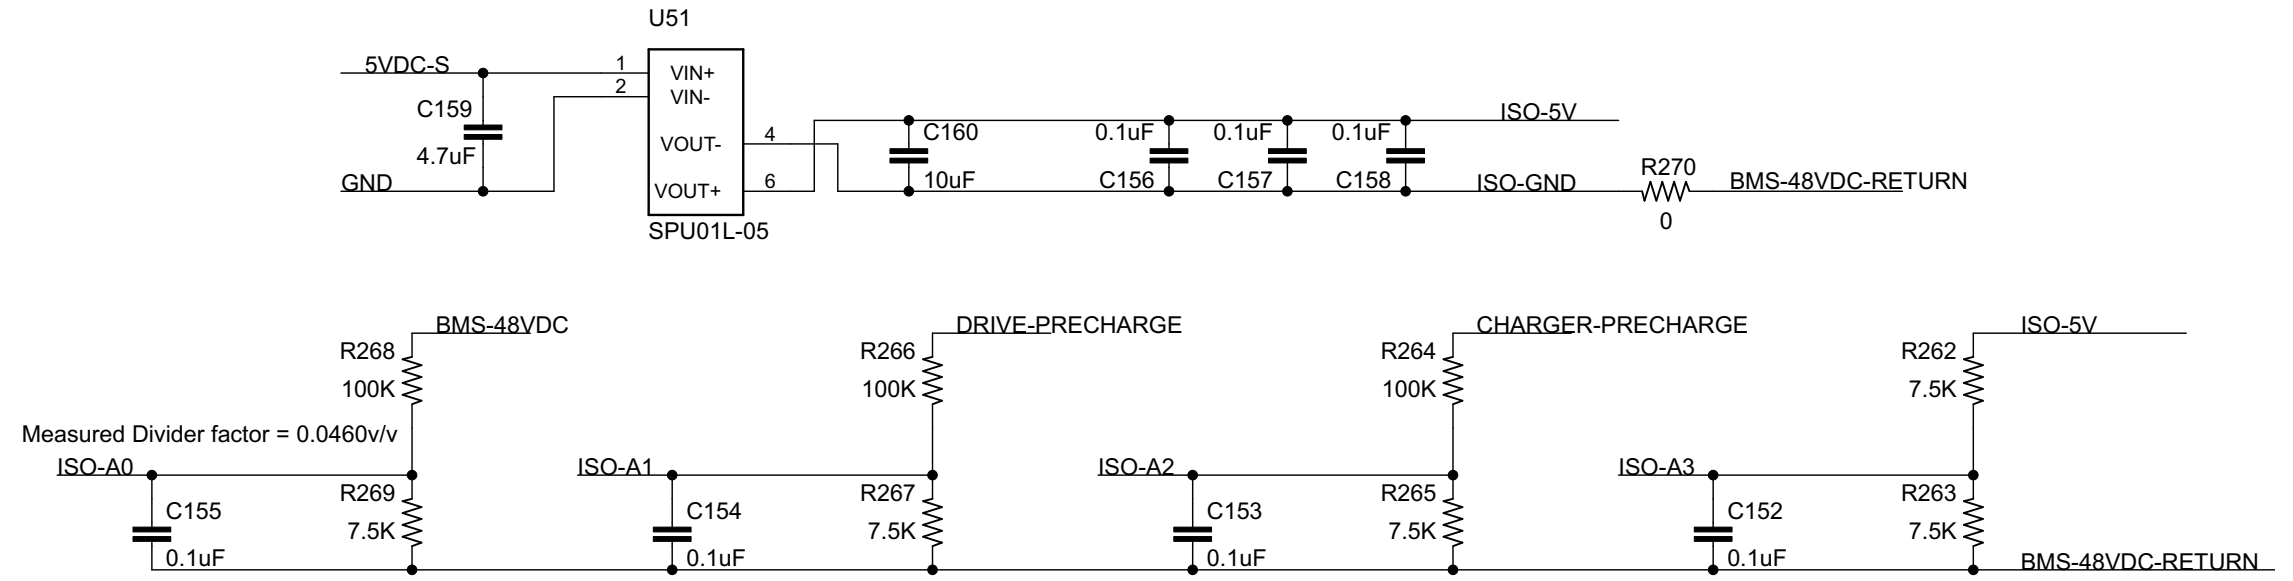 U51
5VDC-S
1
VIN+
2
VIN-
C159
4.7uF
GND
VOUT-
4
VOUT+
6
SPU01L-05
C160
10uF
0.1uF
C156
0.1uF
C157
0.1uF
C158
ISO-5V
ISO-GND
R270
0
BMS-48VDC-RETURN
BMS-48VDC
R268
100K
Measured Divider factor = 0.0460v/v
ISO-A0
C155
0.1uF
R269
7.5K
DRIVE-PRECHARGE
R266
100K
ISO-A1
C154
0.1uF
R267
7.5K
CHARGER-PRECHARGE
R264
100K
ISO-A2
C153
0.1uF
R265
7.5K
ISO-5V
R262
7.5K
ISO-A3
C152
0.1uF
R263
7.5K
BMS-48VDC-RETURN